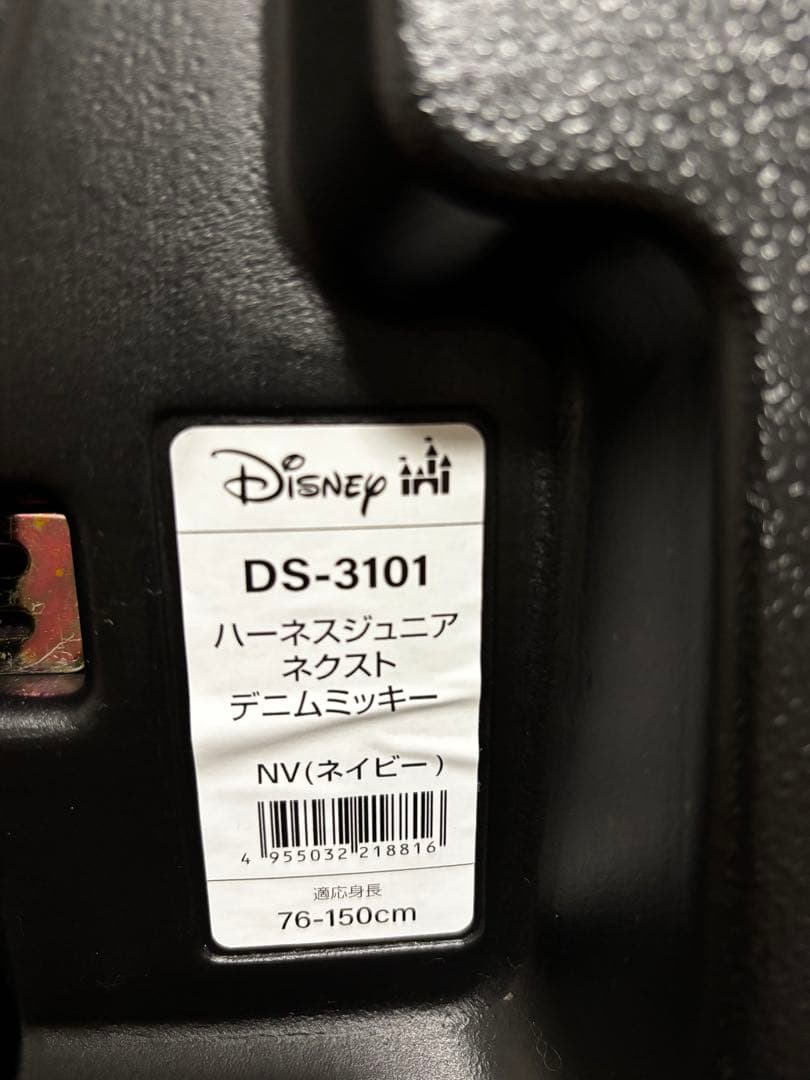 Disney
DS-3101
ハーネスジュニア
ネクスト
デニムミッキー
NV(ネイビー)
4 955032 218816
適応身長
76-150cm